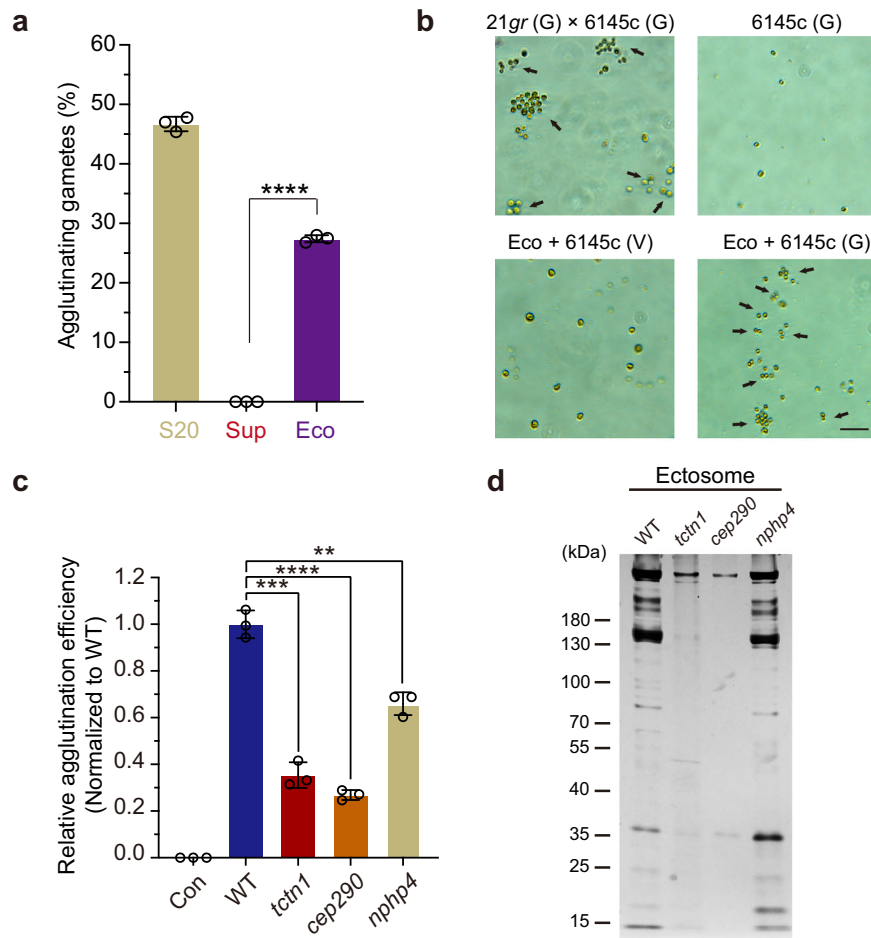 a
Agglutinating gametes (%)
60
50
40
30
20
10
0
****
S20 Sup Eco
b
21gr (G) × 6145c (G)
6145c (G)
Eco + 6145c (V)
Eco + 6145c (G)
c
Relative agglutination efficiency
(Normalized to WT)
1.2
1.0
0.8
0.6
0.4
0.2
0.0
**
****
***
Con WT tctn1 cep290 nphp4
d
Ectosome
WT tctn1 cep290 nphp4
(kDa)
180
130
100
70
55
40
35
25
15